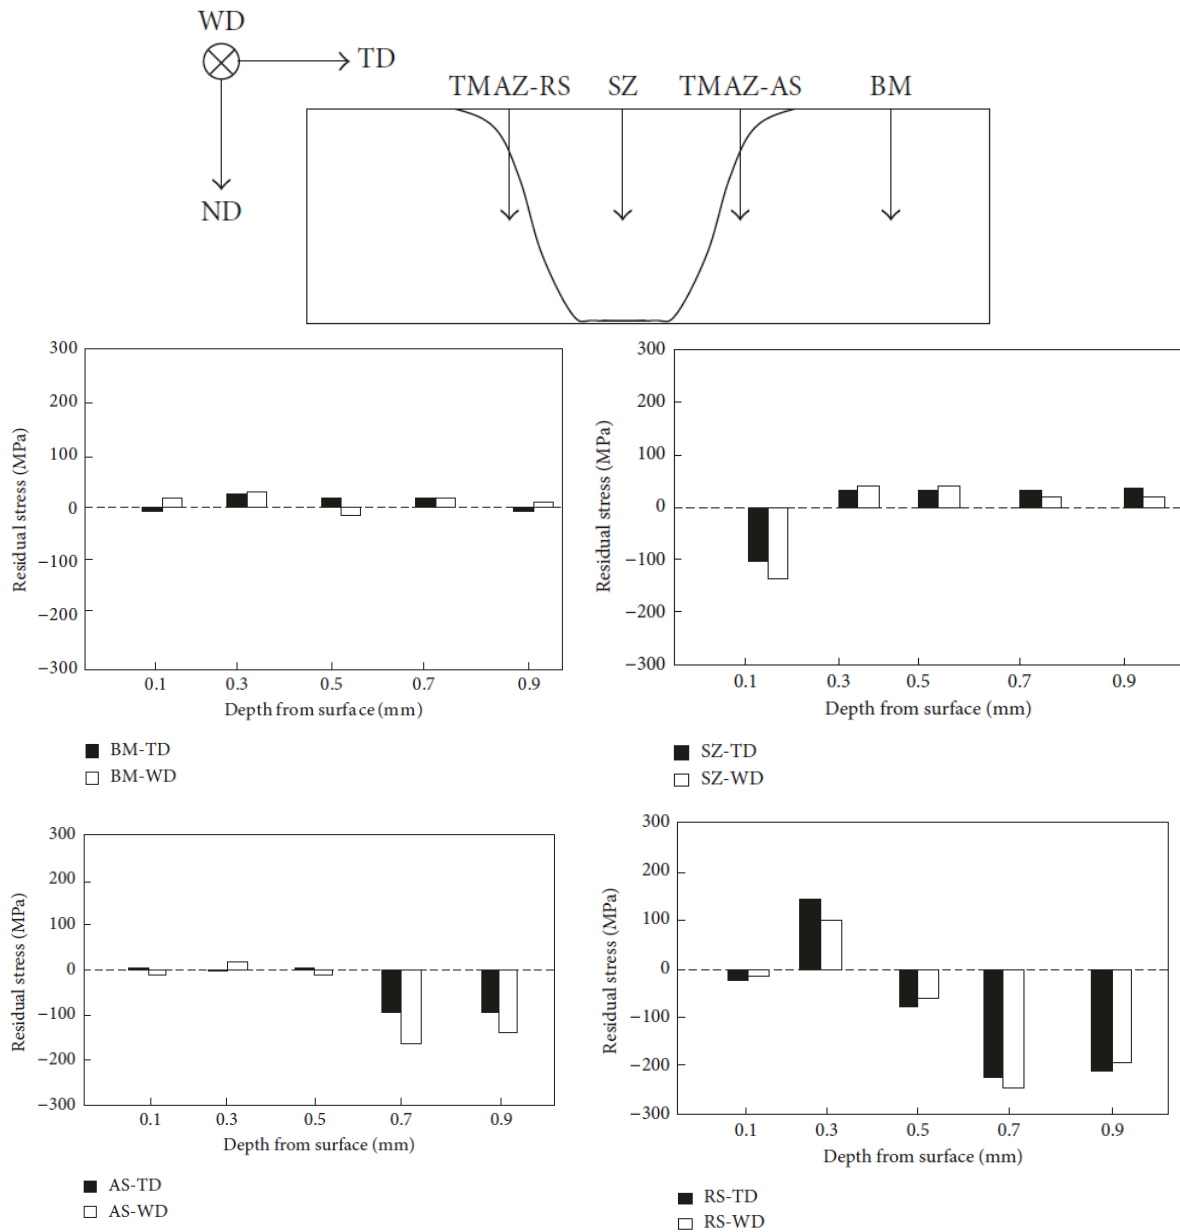 WD
TD
ND
TMAZ-RS SZ TMAZ-AS BM
300
200
100
0
−100
−200
−300
Residual stress (MPa)
0.1 0.3 0.5 0.7 0.9
Depth from surface (mm)
BM-TD
BM-WD
300
200
100
0
−100
−200
−300
Residual stress (MPa)
0.1 0.3 0.5 0.7 0.9
Depth from surface (mm)
SZ-TD
SZ-WD
300
200
100
0
−100
−200
−300
Residual stress (MPa)
0.1 0.3 0.5 0.7 0.9
Depth from surface (mm)
AS-TD
AS-WD
300
200
100
0
−100
−200
−300
Residual stress (MPa)
0.1 0.3 0.5 0.7 0.9
Depth from surface (mm)
RS-TD
RS-WD